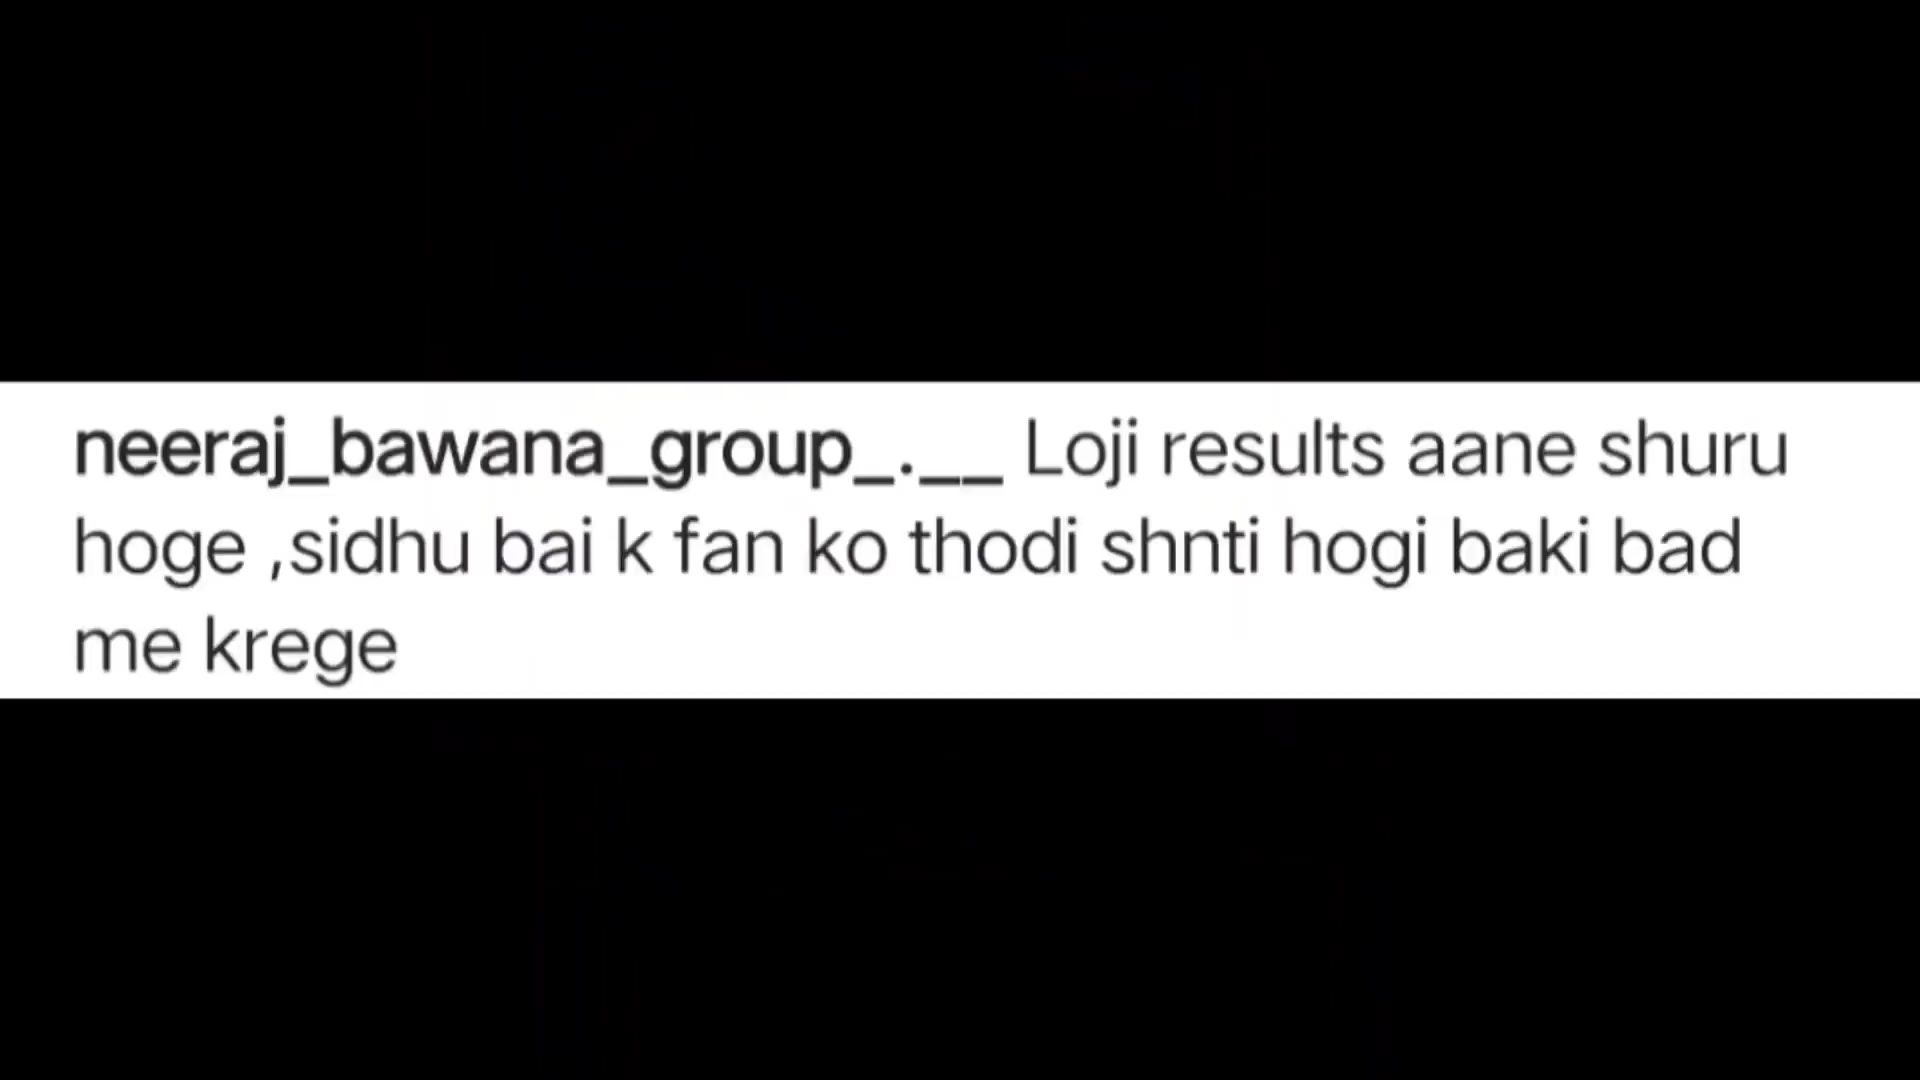 neeraj_bawana_group_.__ Loji results aane shuru
hoge ,sidhu bai k fan ko thodi shnti hogi baki bad
me krege